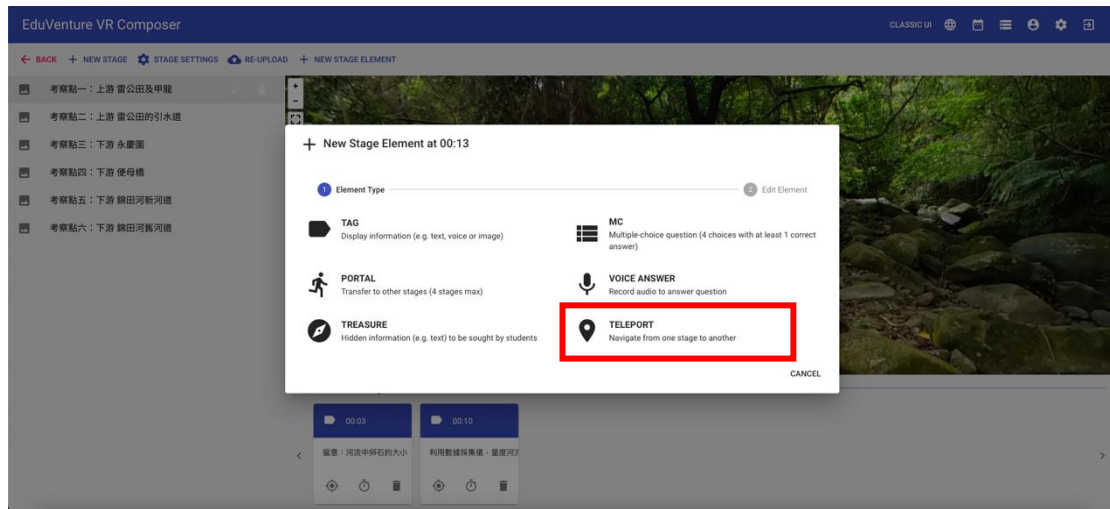 EduVenture VR Composer
CLASSIC UI
BACK
NEW STAGE
STAGE SETTINGS
RE-UPLOAD
NEW STAGE ELEMENT
考察點一：上游 雷公田及甲龍
考察點二：上游 雷公田的引水道
考察點三：下游 永慶圍
考察點四：下游 便母橋
考察點五：下游 錦田河新河道
考察點六：下游 錦田河舊河道
+
-
New Stage Element at 00:13
1 Element Type
2 Edit Element
TAG
Display information (e.g. text, voice or image)
MC
Multiple-choice question (4 choices with at least 1 correct
answer)
PORTAL
Transfer to other stages (4 stages max)
VOICE ANSWER
Record audio to answer question
TREASURE
Hidden information (e.g. text) to be sought by students
TELEPORT
Navigate from one stage to another
CANCEL
00:03
00:10
留意：河流中卵石的大小
利用數據採集儀，量度河